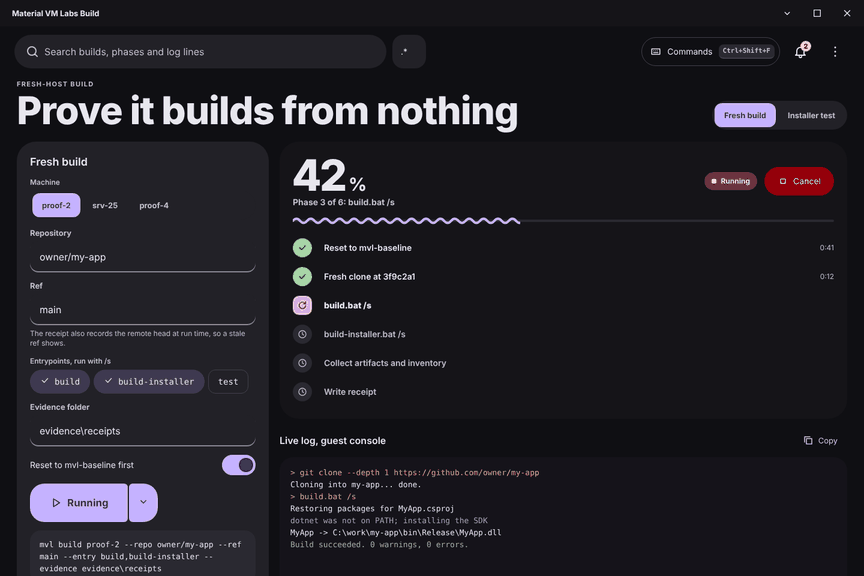 Material VM Labs Build
Search builds, phases and log lines
.*
Commands Ctrl+Shift+F
2
FRESH-HOST BUILD
Prove it builds from nothing
Fresh build
Installer test
Fresh build
Machine
proof-2 srv-25 proof-4
Repository
owner/my-app
Ref
main
The receipt also records the remote head at run time, so a stale
ref shows.
Entrypoints, run with /s
build build-installer test
Evidence folder
evidence\receipts
Reset to mvl-baseline first
Running
mvl build proof-2 --repo owner/my-app --ref
main --entry build,build-installer --
evidence evidence\receipts
42%
Phase 3 of 6: build.bat /s
Running
Cancel
Reset to mvl-baseline 0:41
Fresh clone at 3f9c2a1 0:12
build.bat /s
build-installer.bat /s
Collect artifacts and inventory
Write receipt
Live log, guest console
Copy
> git clone --depth 1 https://github.com/owner/my-app
Cloning into my-app... done.
> build.bat /s
Restoring packages for MyApp.csproj
dotnet was not on PATH; installing the SDK
MyApp -> C:\work\my-app\bin\Release\MyApp.dll
Build succeeded. 0 warnings, 0 errors.